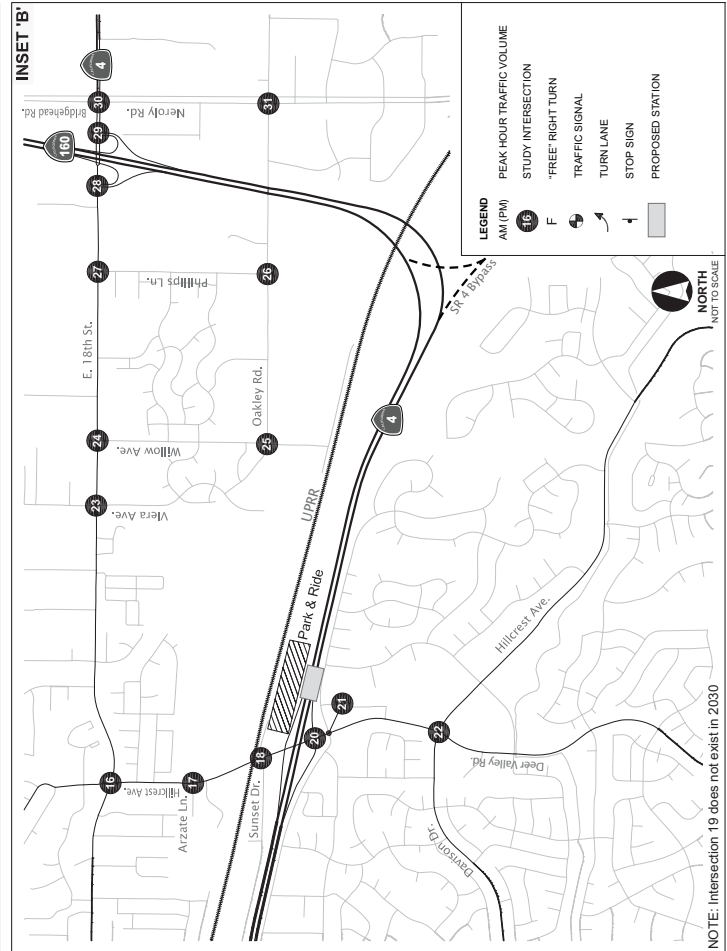 INSET 'B'
4
Bridgehead Rd.
30
29
Neroly Rd.
31
160
28
E. 18th St.
27
Phillips Ln.
26
SR 4 Bypass
Oakley Rd.
24
Willow Ave.
25
23
Viera Ave.
UPRR
4
Park & Ride
16
Hillcrest Ave.
17
Arzate Ln.
18
Sunset Dr.
20
21
22
Hillcrest Ave.
Deer Valley Rd.
Davison Dr.
LEGEND
AM (PM) PEAK HOUR TRAFFIC VOLUME
16 STUDY INTERSECTION
F "FREE" RIGHT TURN
TRAFFIC SIGNAL
TURN LANE
STOP SIGN
PROPOSED STATION
NORTH
NOT TO SCALE
NOTE: Intersection 19 does not exist in 2030